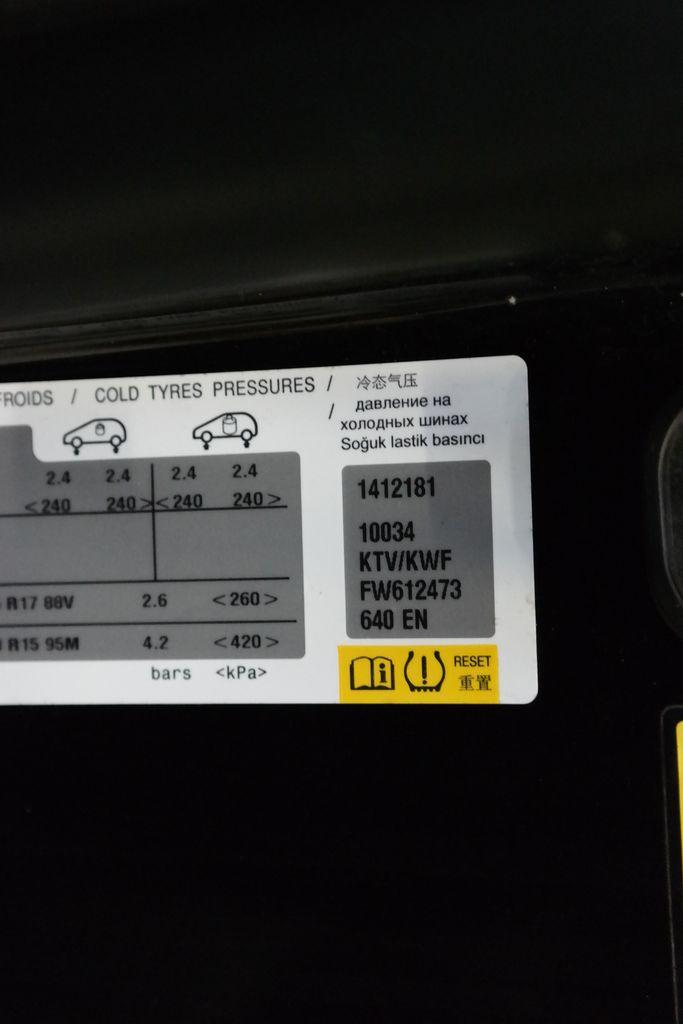 FROIDS / COLD TYRES PRESSURES / 冷态气压
/ давление на
холодных шинах
Soğuk lastik basıncı
2.4 2.4 2.4 2.4
<240 240><240 240>
R17 88V 2.6 <260>
R15 95M 4.2 <420>
bars <kPa>
1412181
10034
KTV/KWF
FW612473
640 EN
RESET
重置